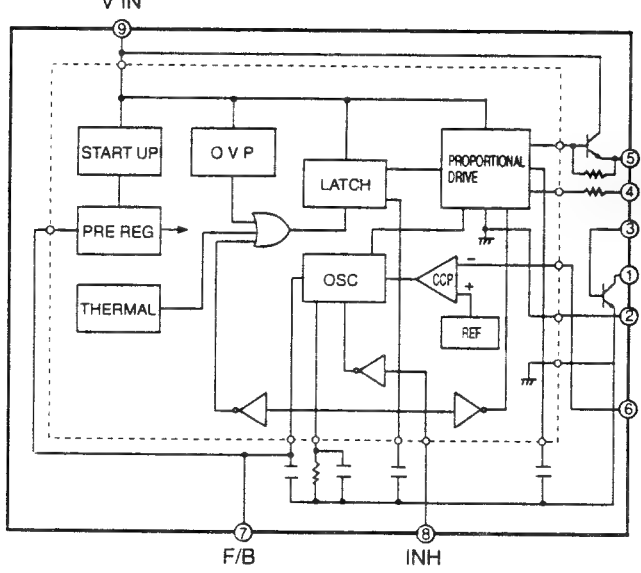 V IN
9
START UP
O V P
PROPORTIONAL
DRIVE
5
LATCH
4
PRE REG
3
OSC
CCP
-
+
1
THERMAL
REF
2
6
7
8
F/B
INH